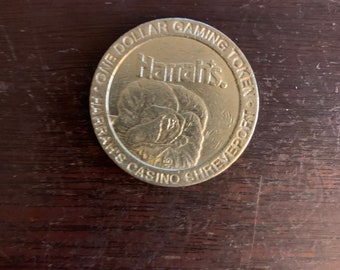 ONE DOLLAR GAMING TOKEN
Harrah's.
HARRAH'S CASINO SHREVEPORT